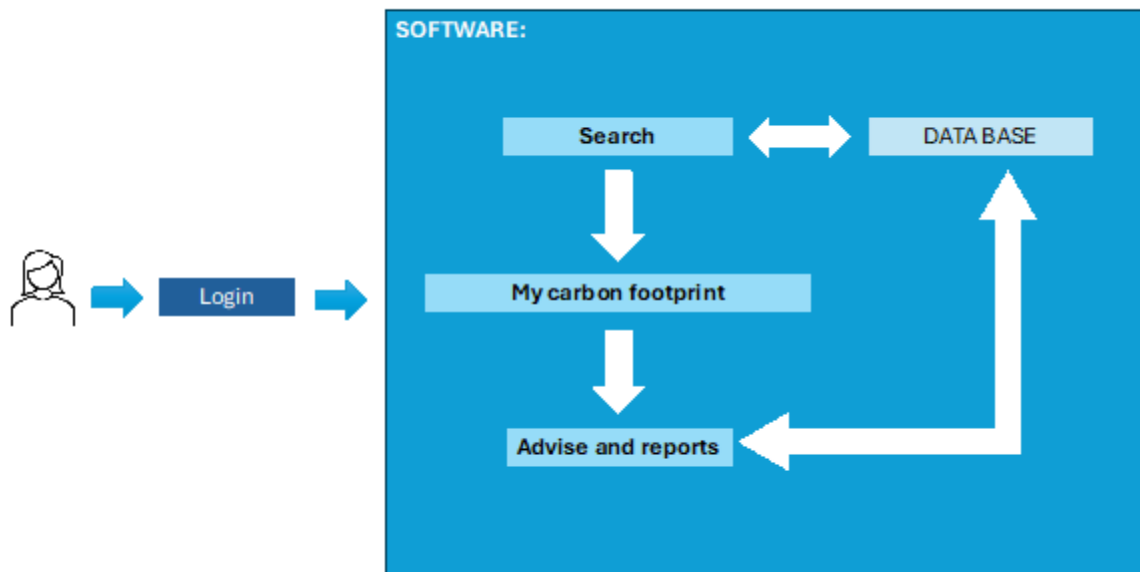 SOFTWARE:
Search
DATA BASE
Login
My carbon footprint
Advise and reports